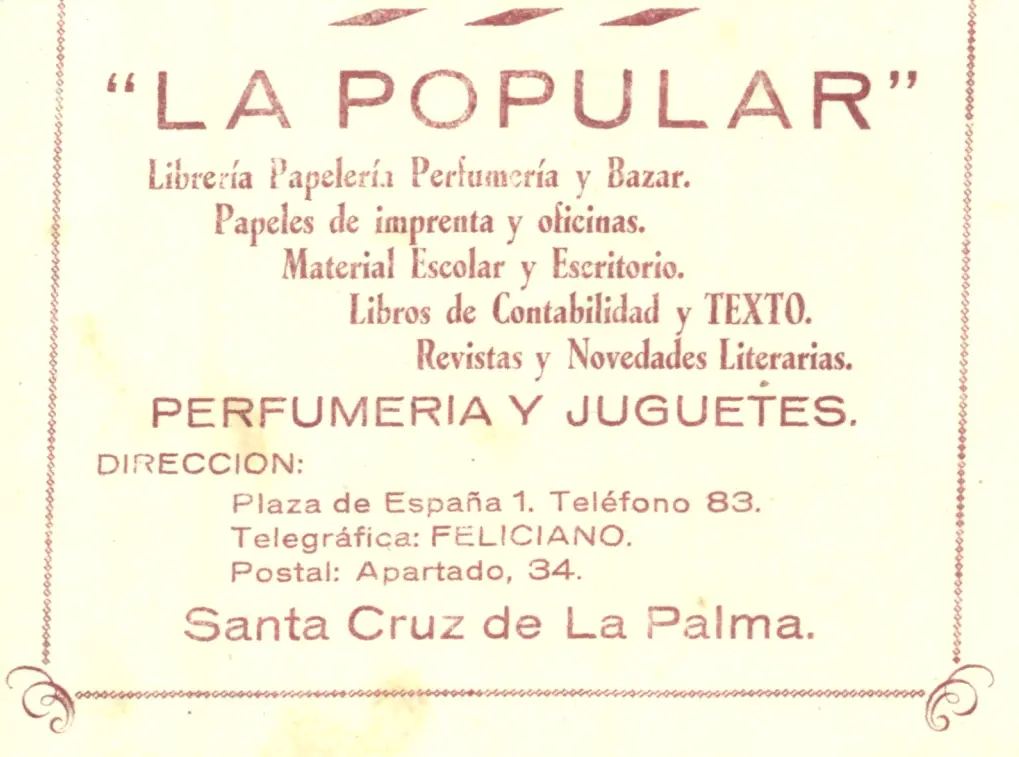 “LA POPULAR”
Librería Papelería Perfumería y Bazar.
Papeles de imprenta y oficinas.
Material Escolar y Escritorio.
Libros de Contabilidad y TEXTO.
Revistas y Novedades Literarias.
PERFUMERIA Y JUGUETES.
DIRECCION:
Plaza de España 1. Teléfono 83.
Telegráfica: FELICIANO.
Postal: Apartado, 34.
Santa Cruz de La Palma.